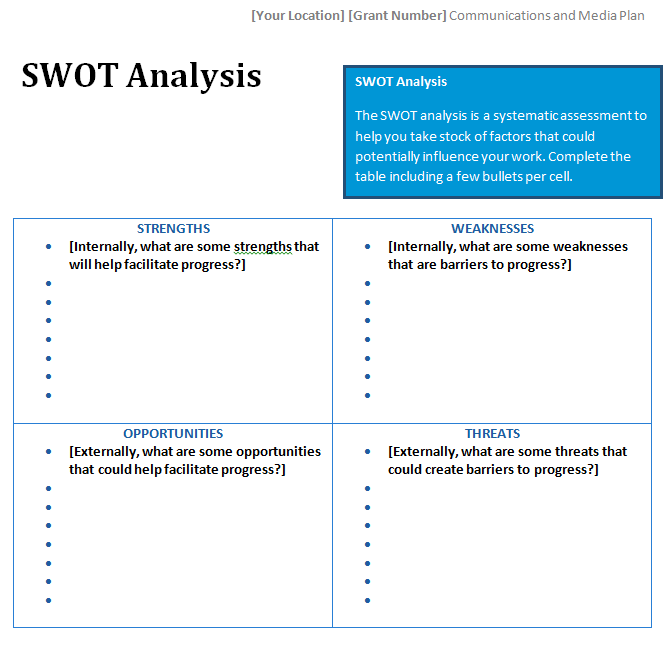 [Your Location] [Grant Number] Communications and Media Plan
SWOT Analysis
SWOT Analysis
The SWOT analysis is a systematic assessment to
help you take stock of factors that could
potentially influence your work. Complete the
table including a few bullets per cell.
STRENGTHS
• [Internally, what are some strengths that
will help facilitate progress?]
•
•
•
•
•
•
•
WEAKNESSES
• [Internally, what are some weaknesses
that are barriers to progress?]
•
•
•
•
•
•
•
OPPORTUNITIES
• [Externally, what are some opportunities
that could help facilitate progress?]
•
•
•
•
•
•
•
THREATS
• [Externally, what are some threats that
could create barriers to progress?]
•
•
•
•
•
•
•